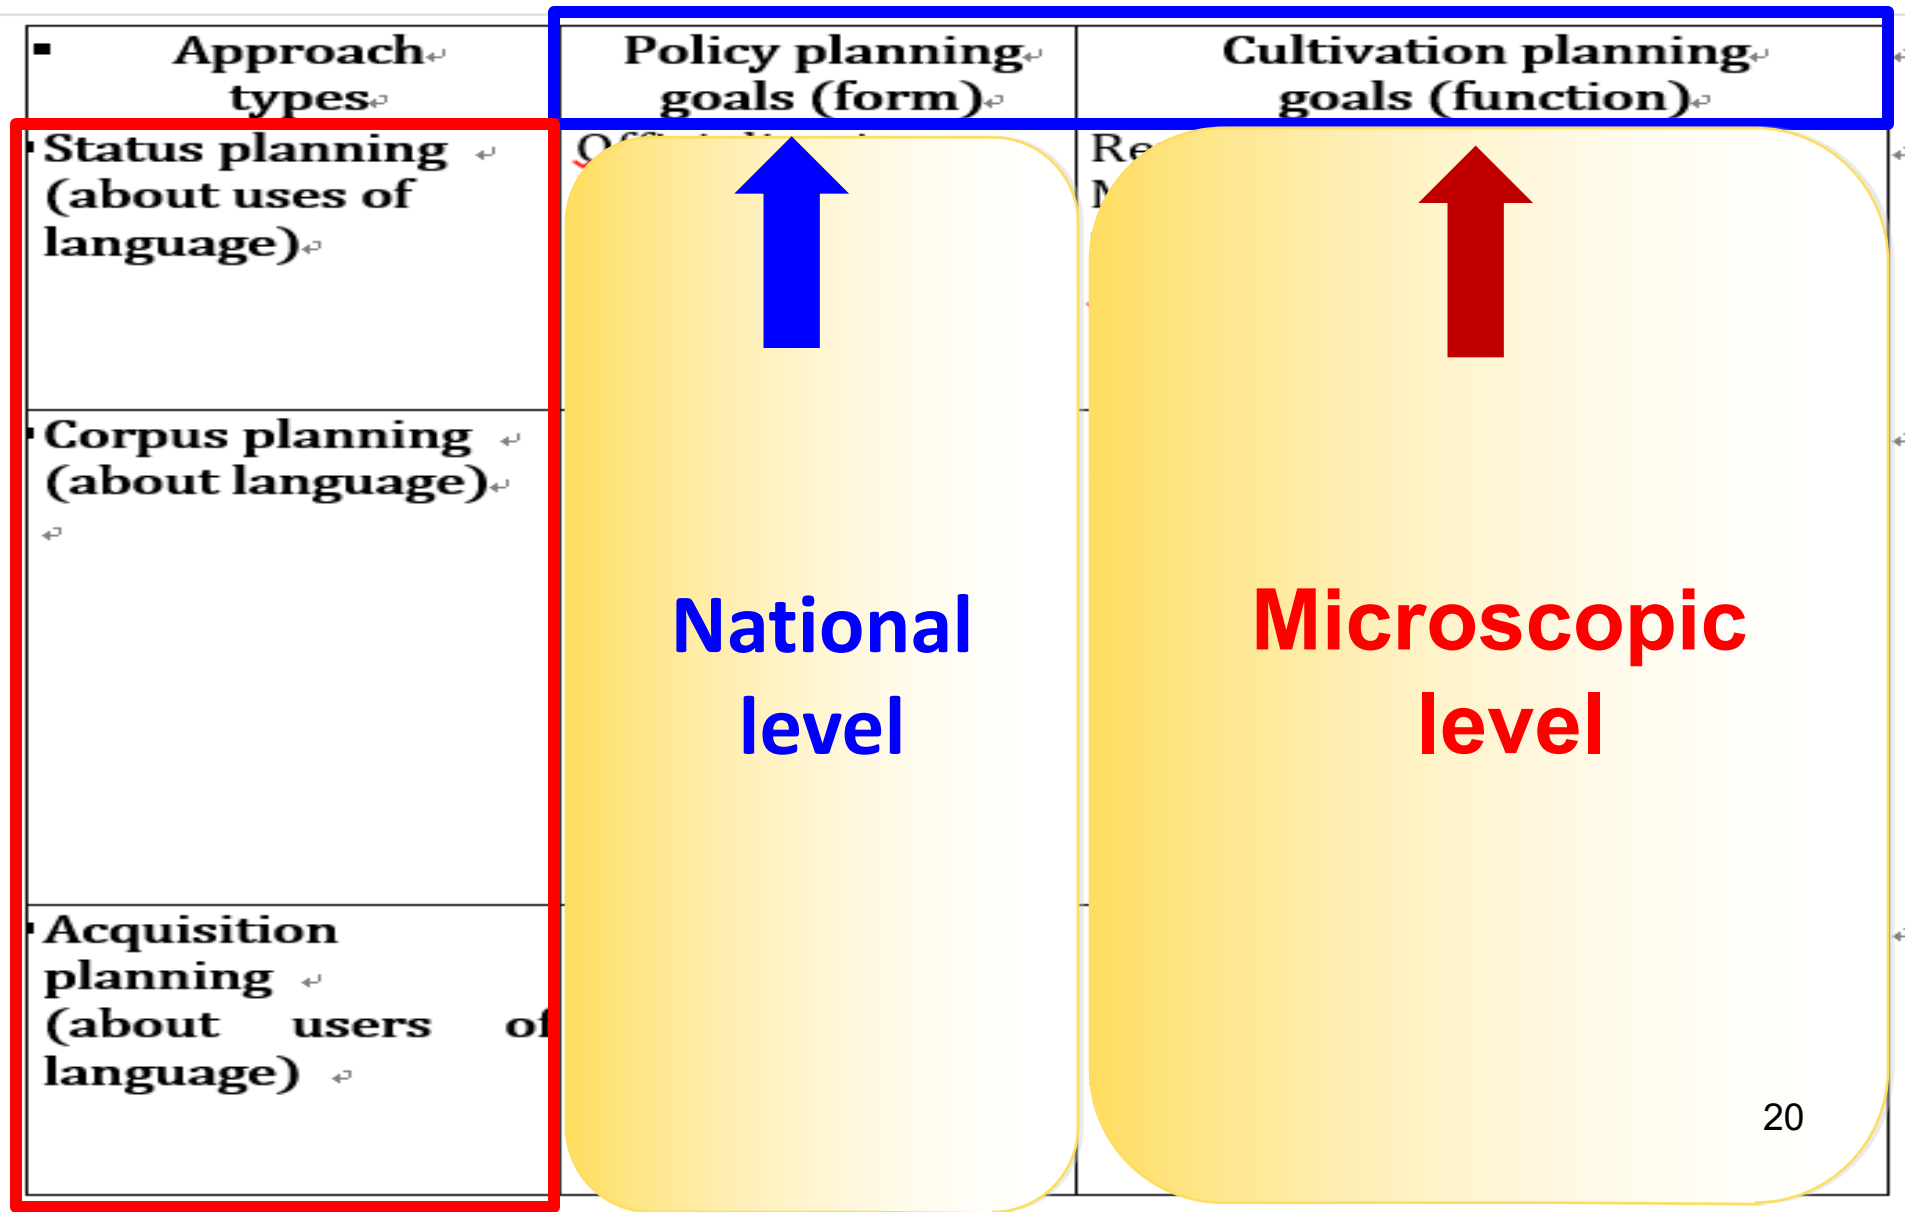 Approach
types
Policy planning
goals (form)
Cultivation planning
goals (function)
Status planning
(about uses of
language)
Corpus planning
(about language)
Acquisition
planning
(about users of
language)
National
level
Microscopic
level
20